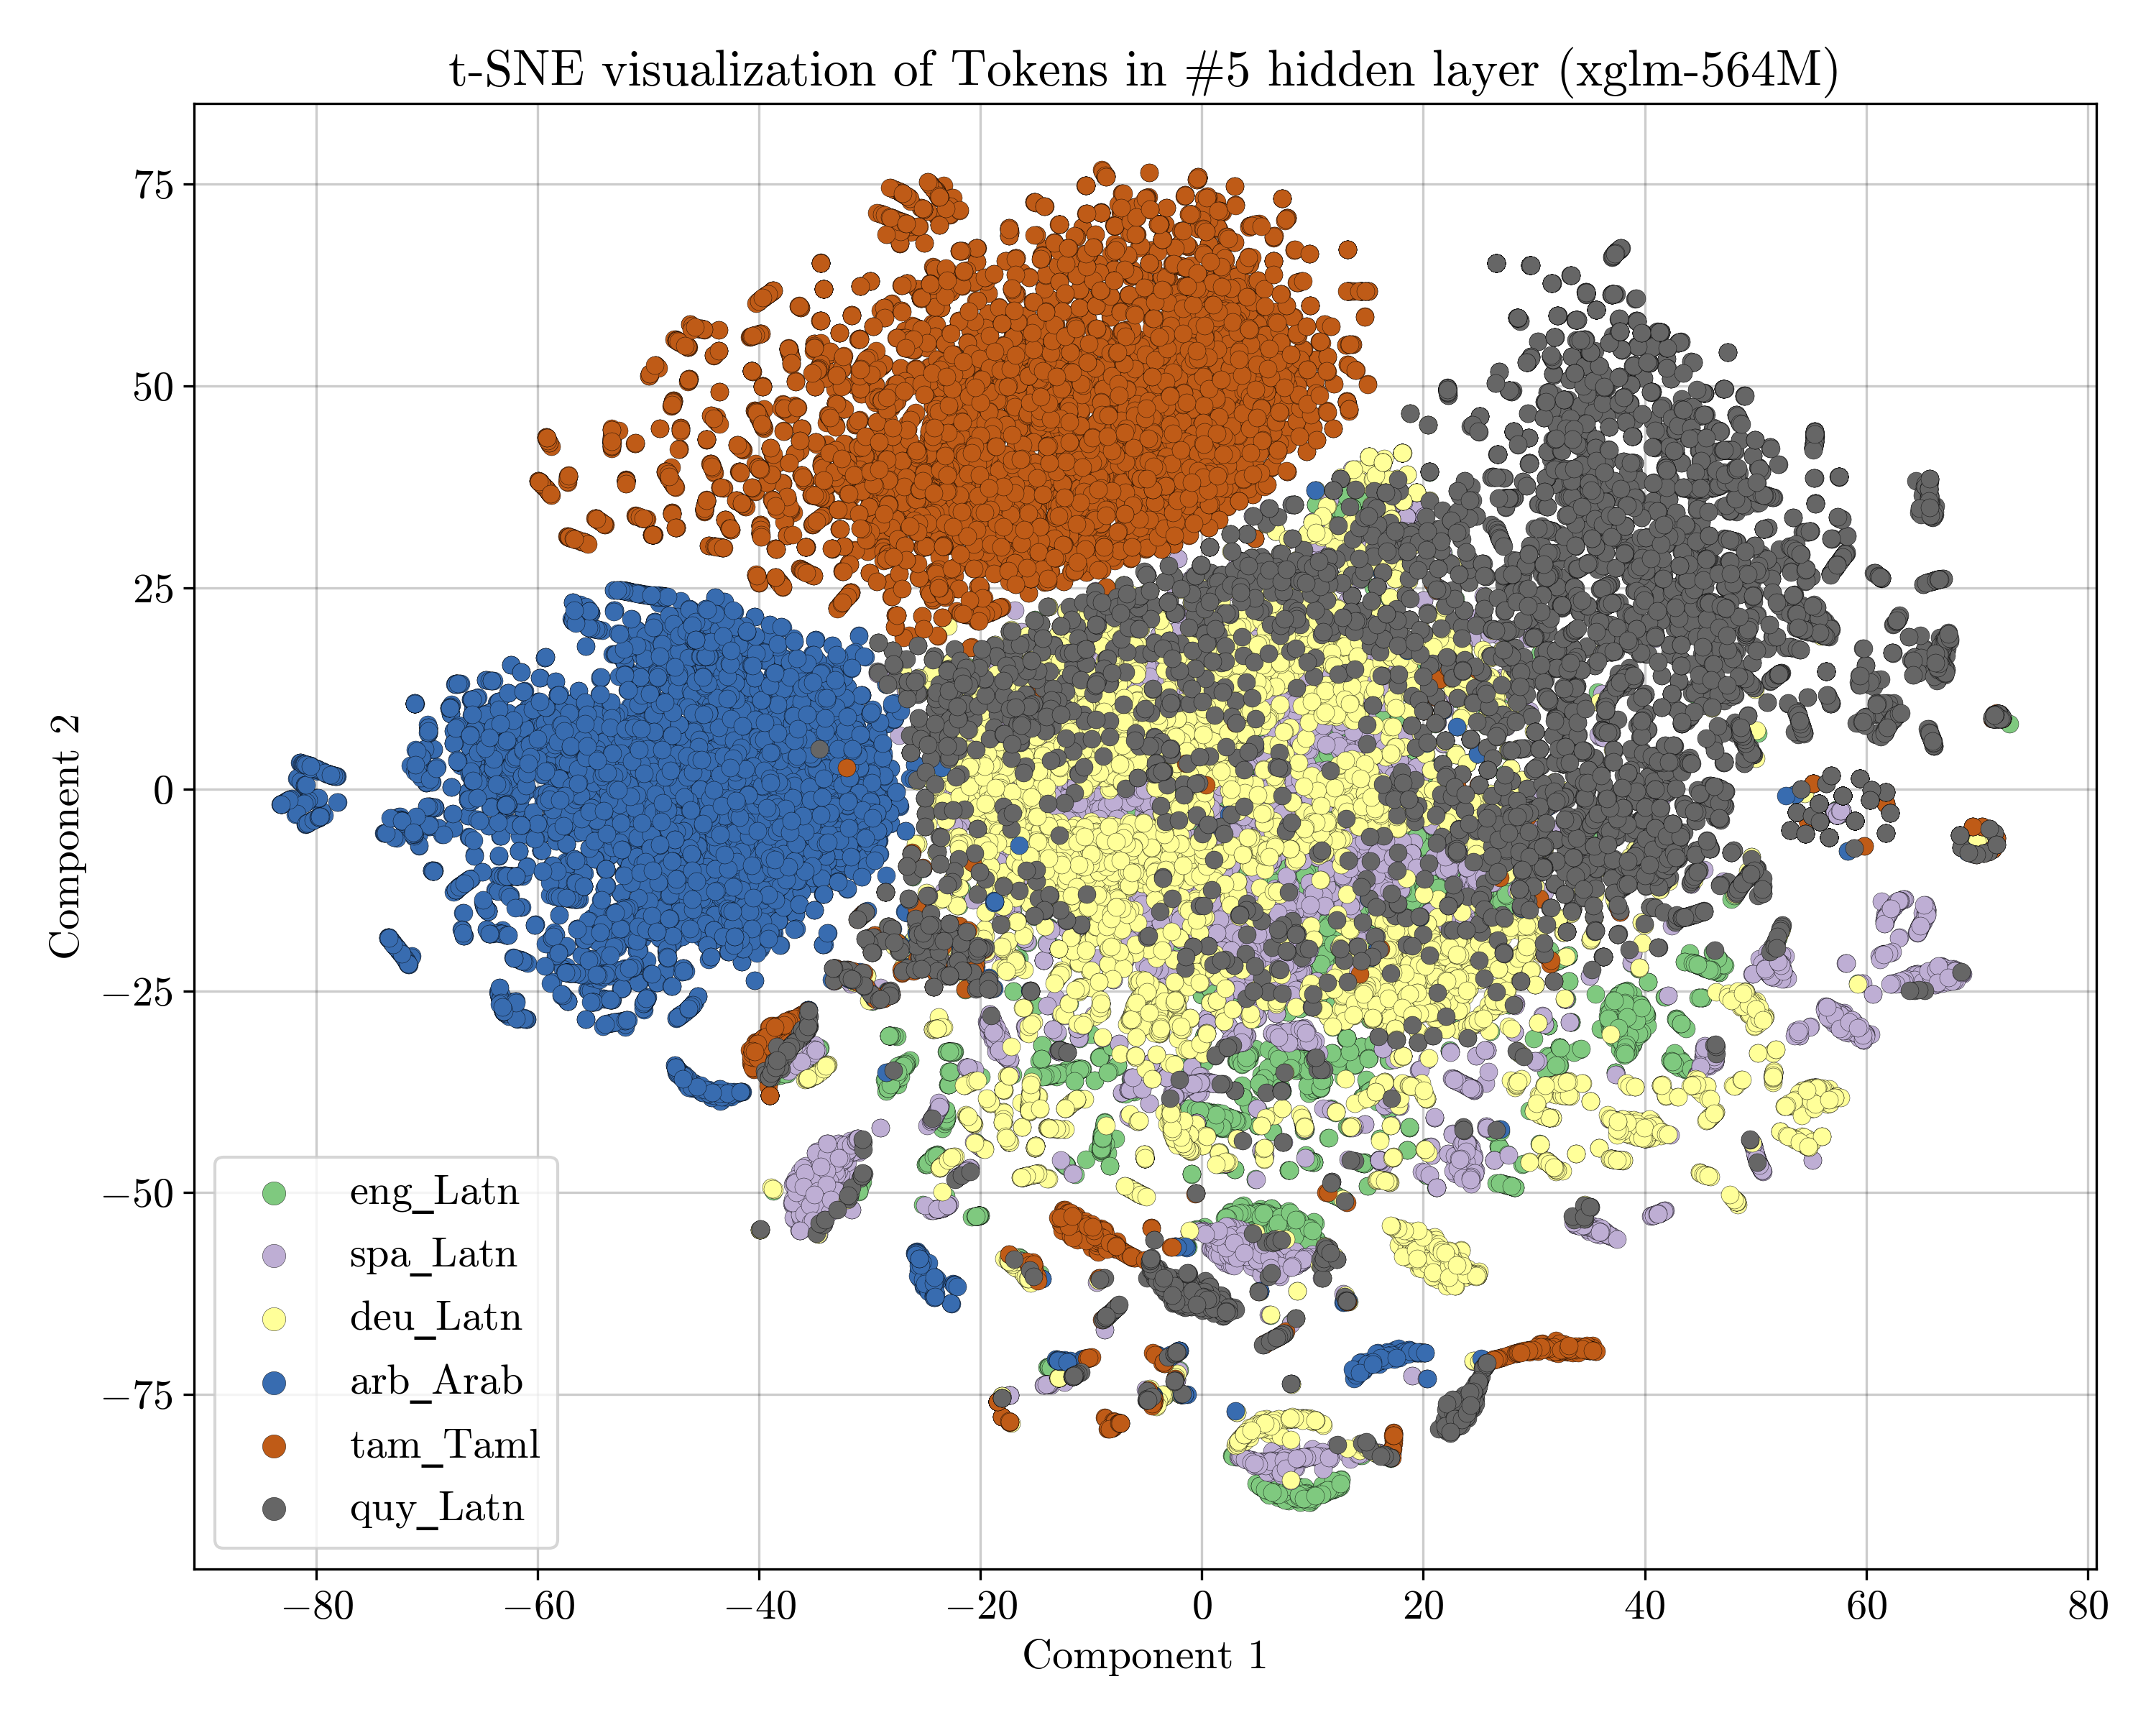 t-SNE visualization of Tokens in #5 hidden layer (xglm-564M)
75
50
25
0
−25
−50
−75
Component 2
eng_Latn
spa_Latn
deu_Latn
arb_Arab
tam_Taml
quy_Latn
−80 −60 −40 −20 0 20 40 60 80
Component 1